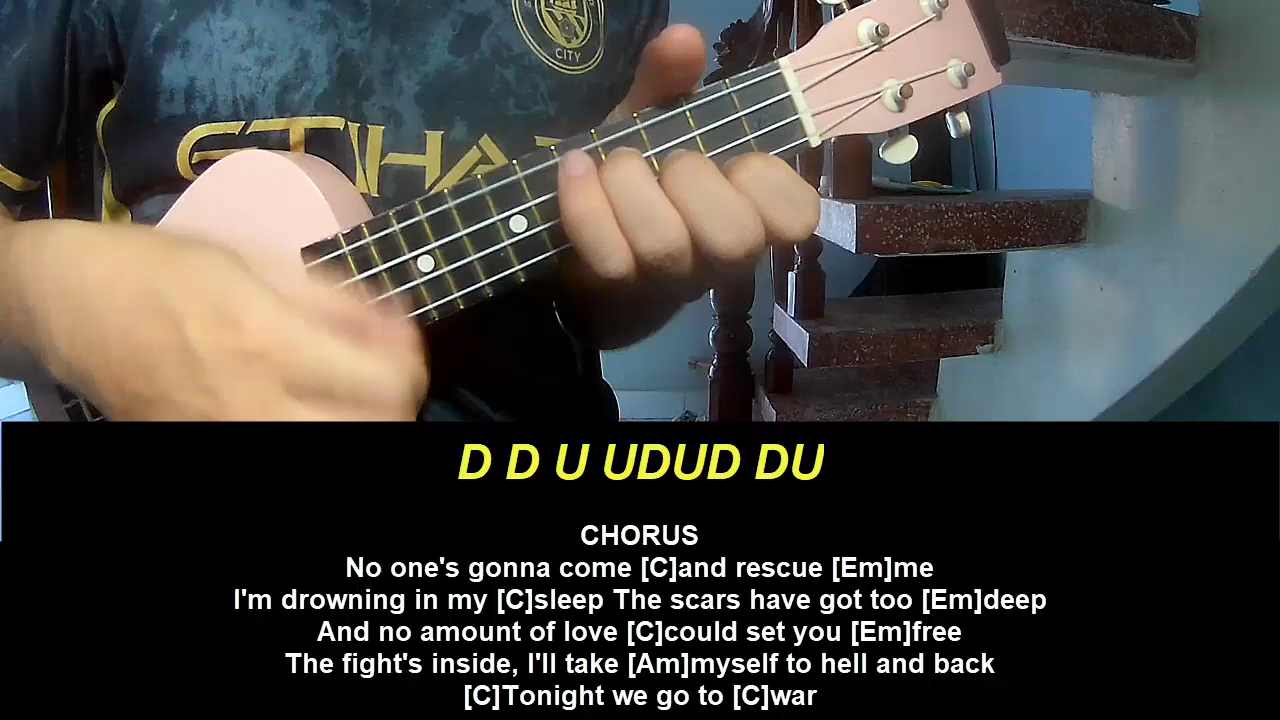 CITY
ETIHA
D D U UDUD DU
CHORUS
No one's gonna come [C]and rescue [Em]me
I'm drowning in my [C]sleep The scars have got too [Em]deep
And no amount of love [C]could set you [Em]free
The fight's inside, I'll take [Am]myself to hell and back
[C]Tonight we go to [C]war